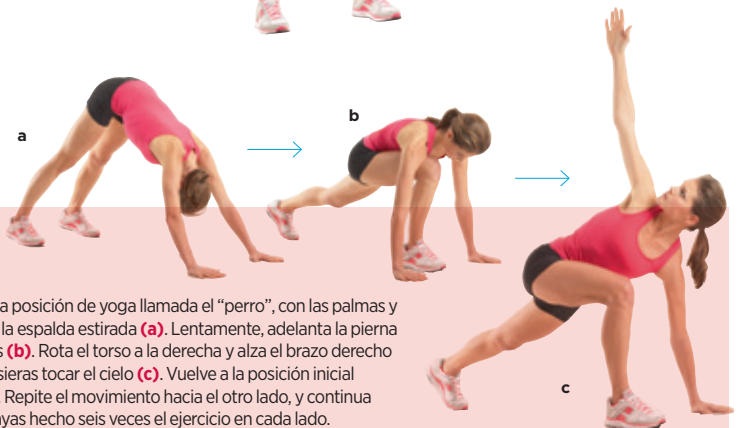 a
b
a posición de yoga llamada el “perro”, con las palmas y
la espalda estirada (a). Lentamente, adelanta la pierna
s (b). Rota el torso a la derecha y alza el brazo derecho
sieras tocar el cielo (c). Vuelve a la posición inicial
. Repite el movimiento hacia el otro lado, y continua
ayas hecho seis veces el ejercicio en cada lado.
c